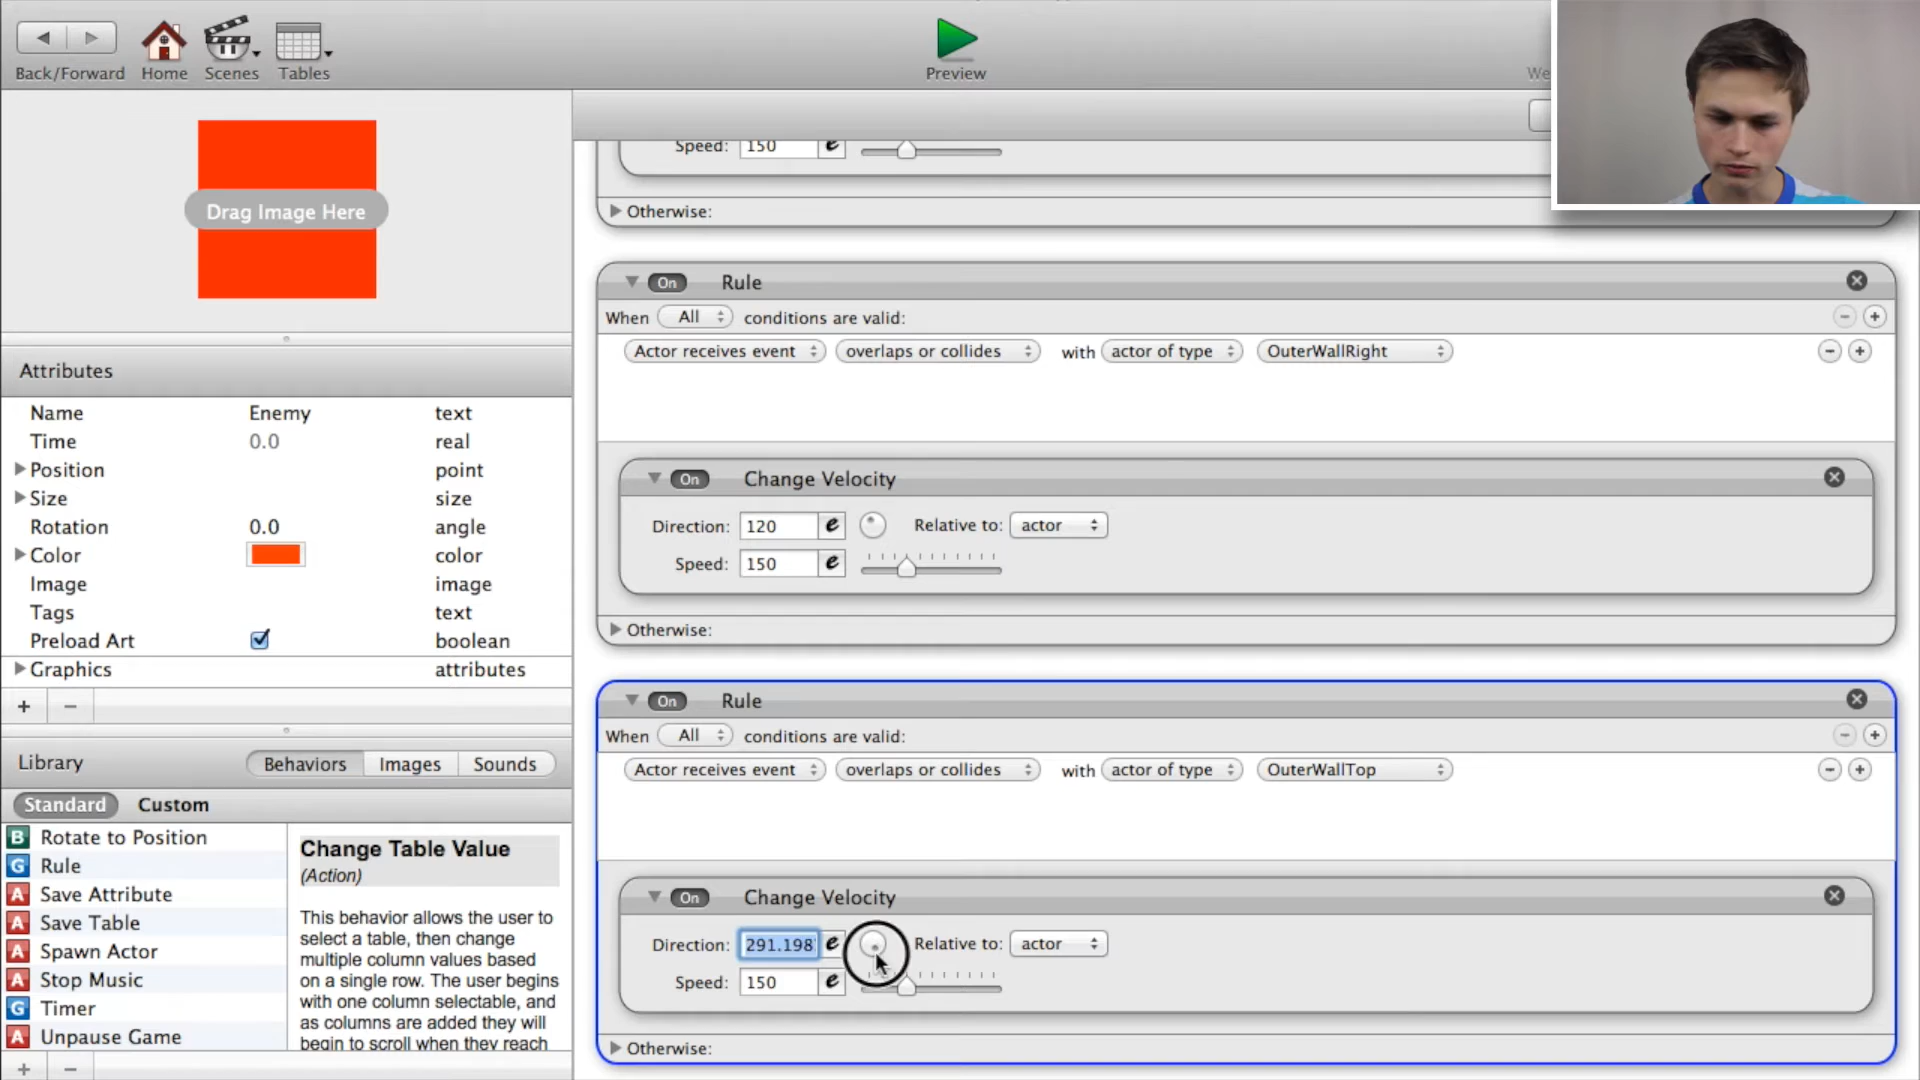 Back/Forward Home Scenes Tables Preview
Speed: 150 e
Drag Image Here
Otherwise:
On Rule
When All conditions are valid:
Actor receives event overlaps or collides with actor of type OuterWallRight
On Change Velocity
Direction: 120 e Relative to: actor
Speed: 150 e
Otherwise:
On Rule
When All conditions are valid:
Actor receives event overlaps or collides with actor of type OuterWallTop
On Change Velocity
Direction: 291.198 e Relative to: actor
Speed: 150 e
Otherwise:
Attributes
Name Enemy text
Time 0.0 real
Position point
Size size
Rotation 0.0 angle
Color color
Image image
Tags text
Preload Art boolean
Graphics attributes
Library Behaviors Images Sounds
Standard Custom
B Rotate to Position
G Rule
A Save Attribute
A Save Table
A Spawn Actor
A Stop Music
G Timer
A Unpause Game
Change Table Value
(Action)
This behavior allows the user to
select a table, then change
multiple column values based
on a single row. The user begins
with one column selectable, and
as columns are added they will
begin to scroll when they reach